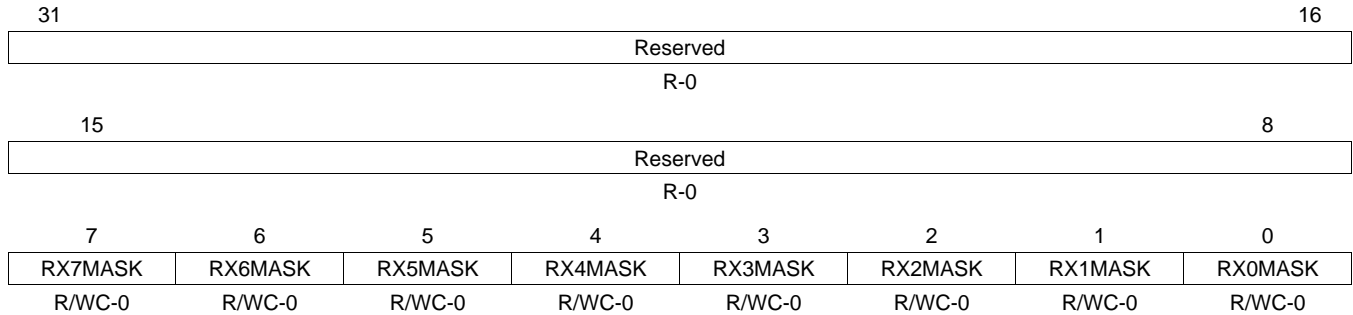 31 16
Reserved
R-0
15 8
Reserved
R-0
7 6 5 4 3 2 1 0
RX7MASK RX6MASK RX5MASK RX4MASK RX3MASK RX2MASK RX1MASK RX0MASK
R/WC-0 R/WC-0 R/WC-0 R/WC-0 R/WC-0 R/WC-0 R/WC-0 R/WC-0